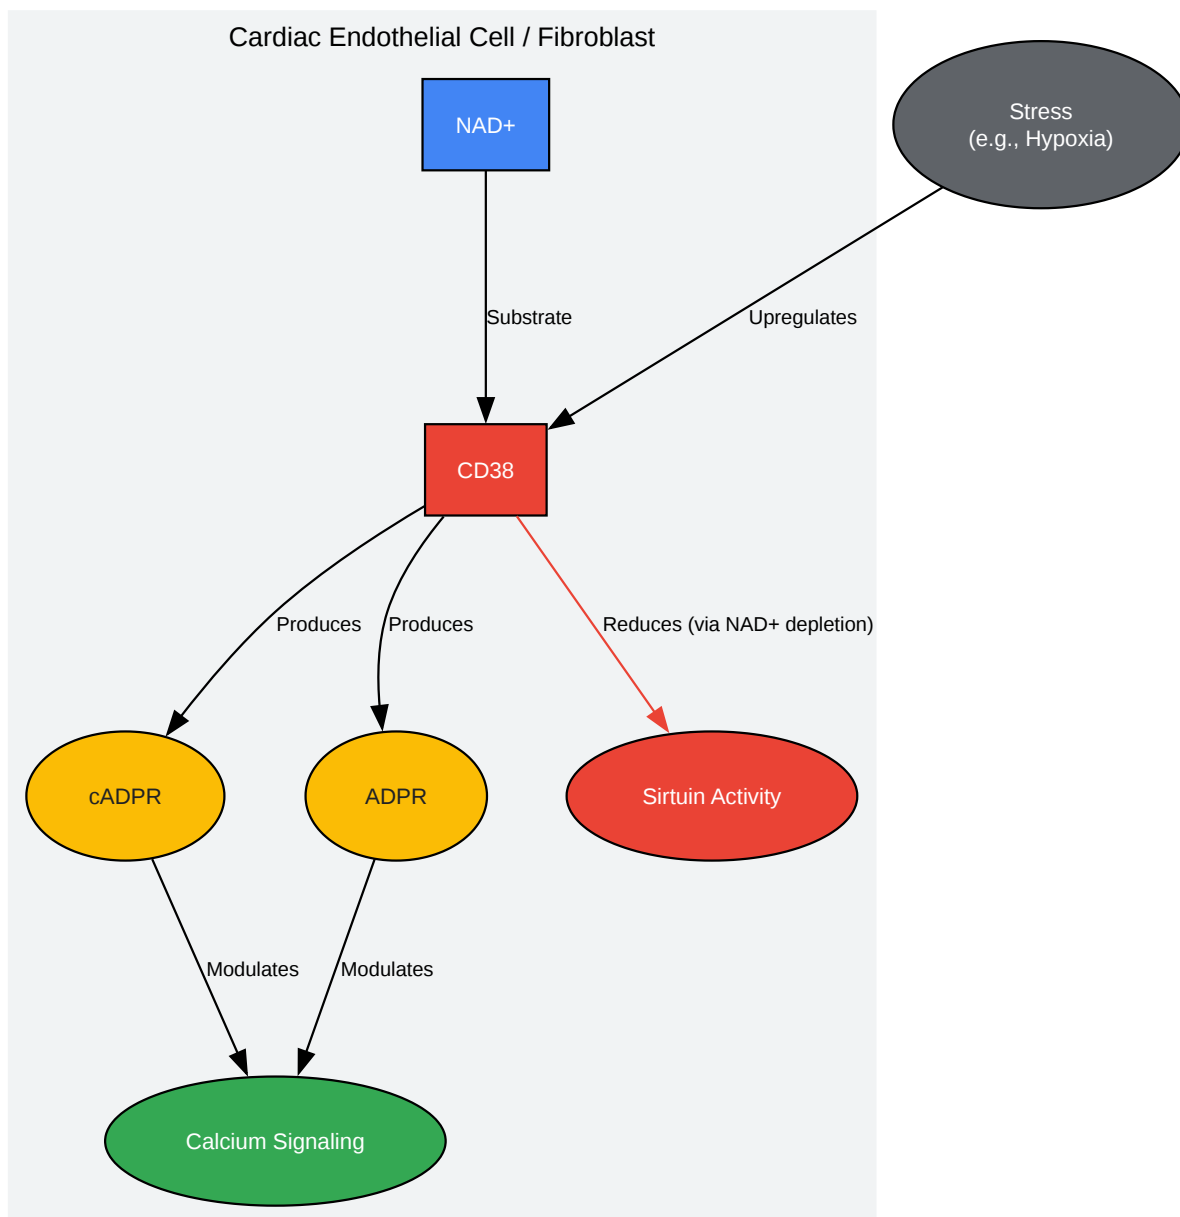 Cardiac Endothelial Cell / Fibroblast
NAD+
Stress
(e.g., Hypoxia)
Substrate
Upregulates
CD38
Produces
Produces
Reduces (via NAD+ depletion)
cADPR
ADPR
Sirtuin Activity
Modulates
Modulates
Calcium Signaling